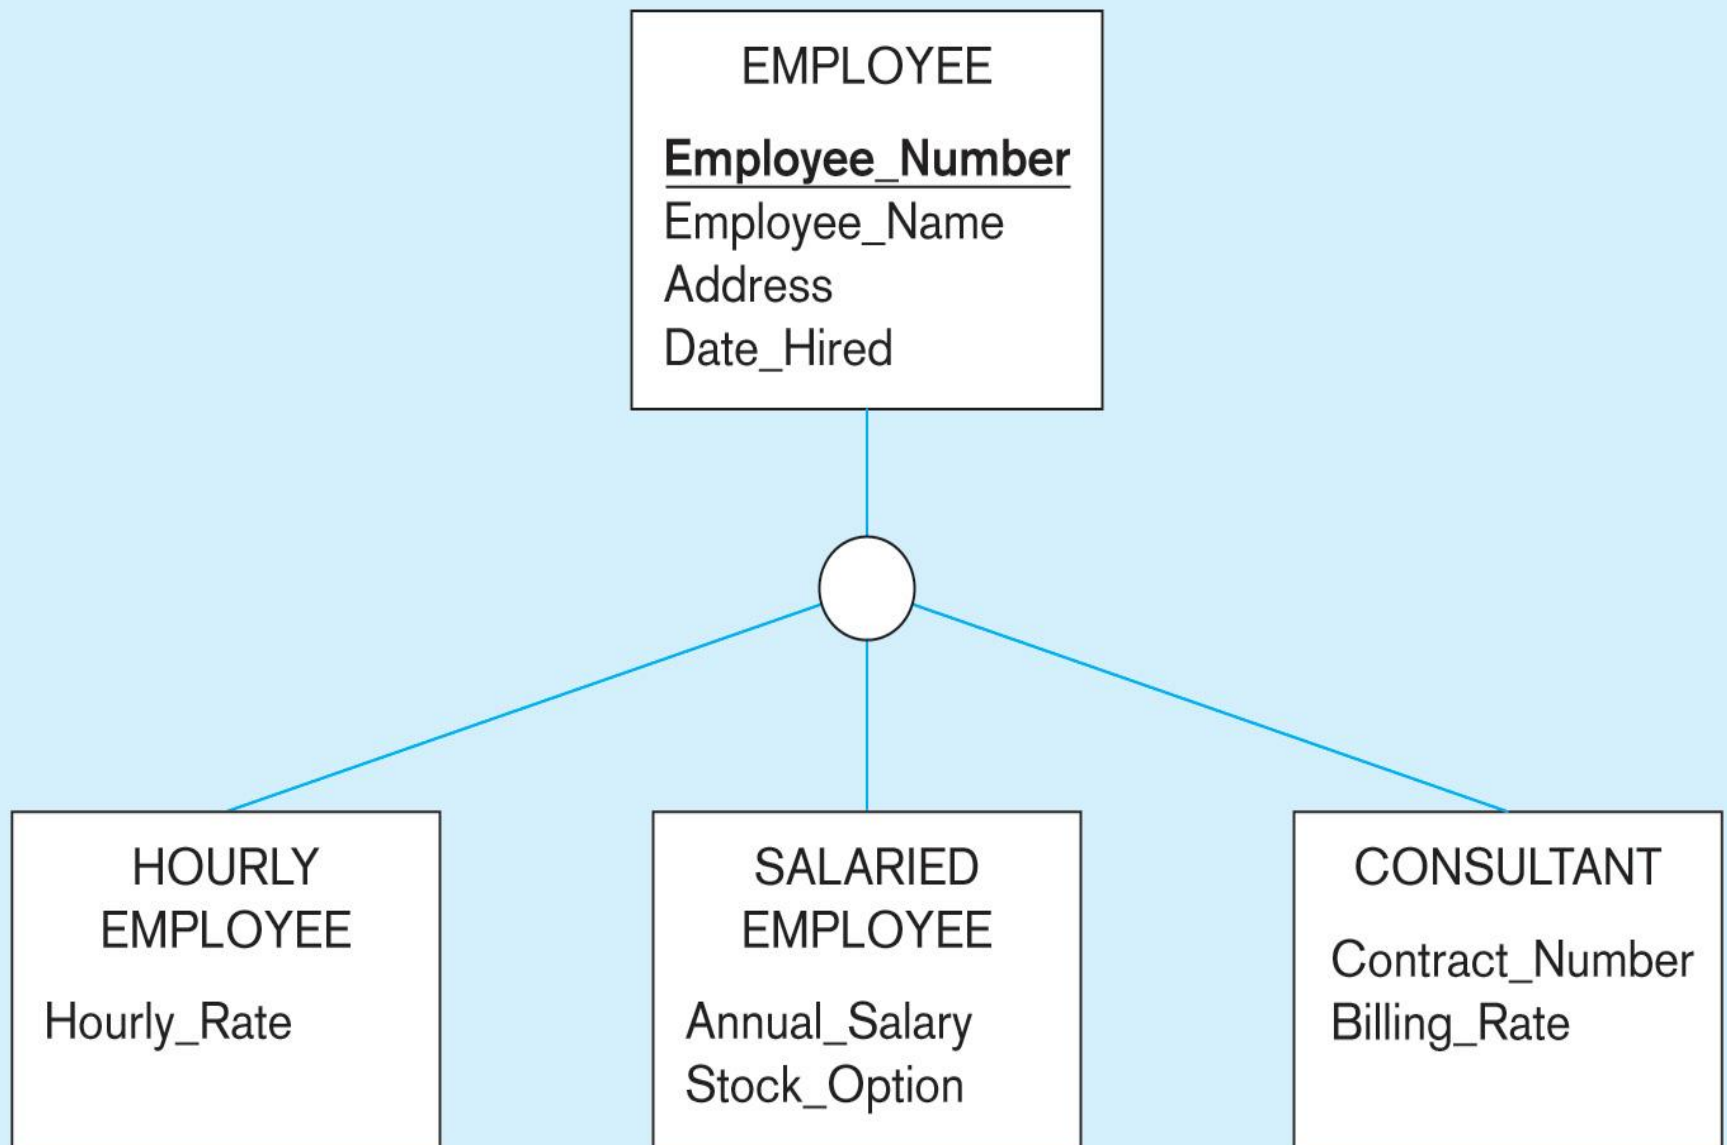 EMPLOYEE
Employee_Number
Employee_Name
Address
Date_Hired
HOURLY
EMPLOYEE
Hourly_Rate
SALARIED
EMPLOYEE
Annual_Salary
Stock_Option
CONSULTANT
Contract_Number
Billing_Rate